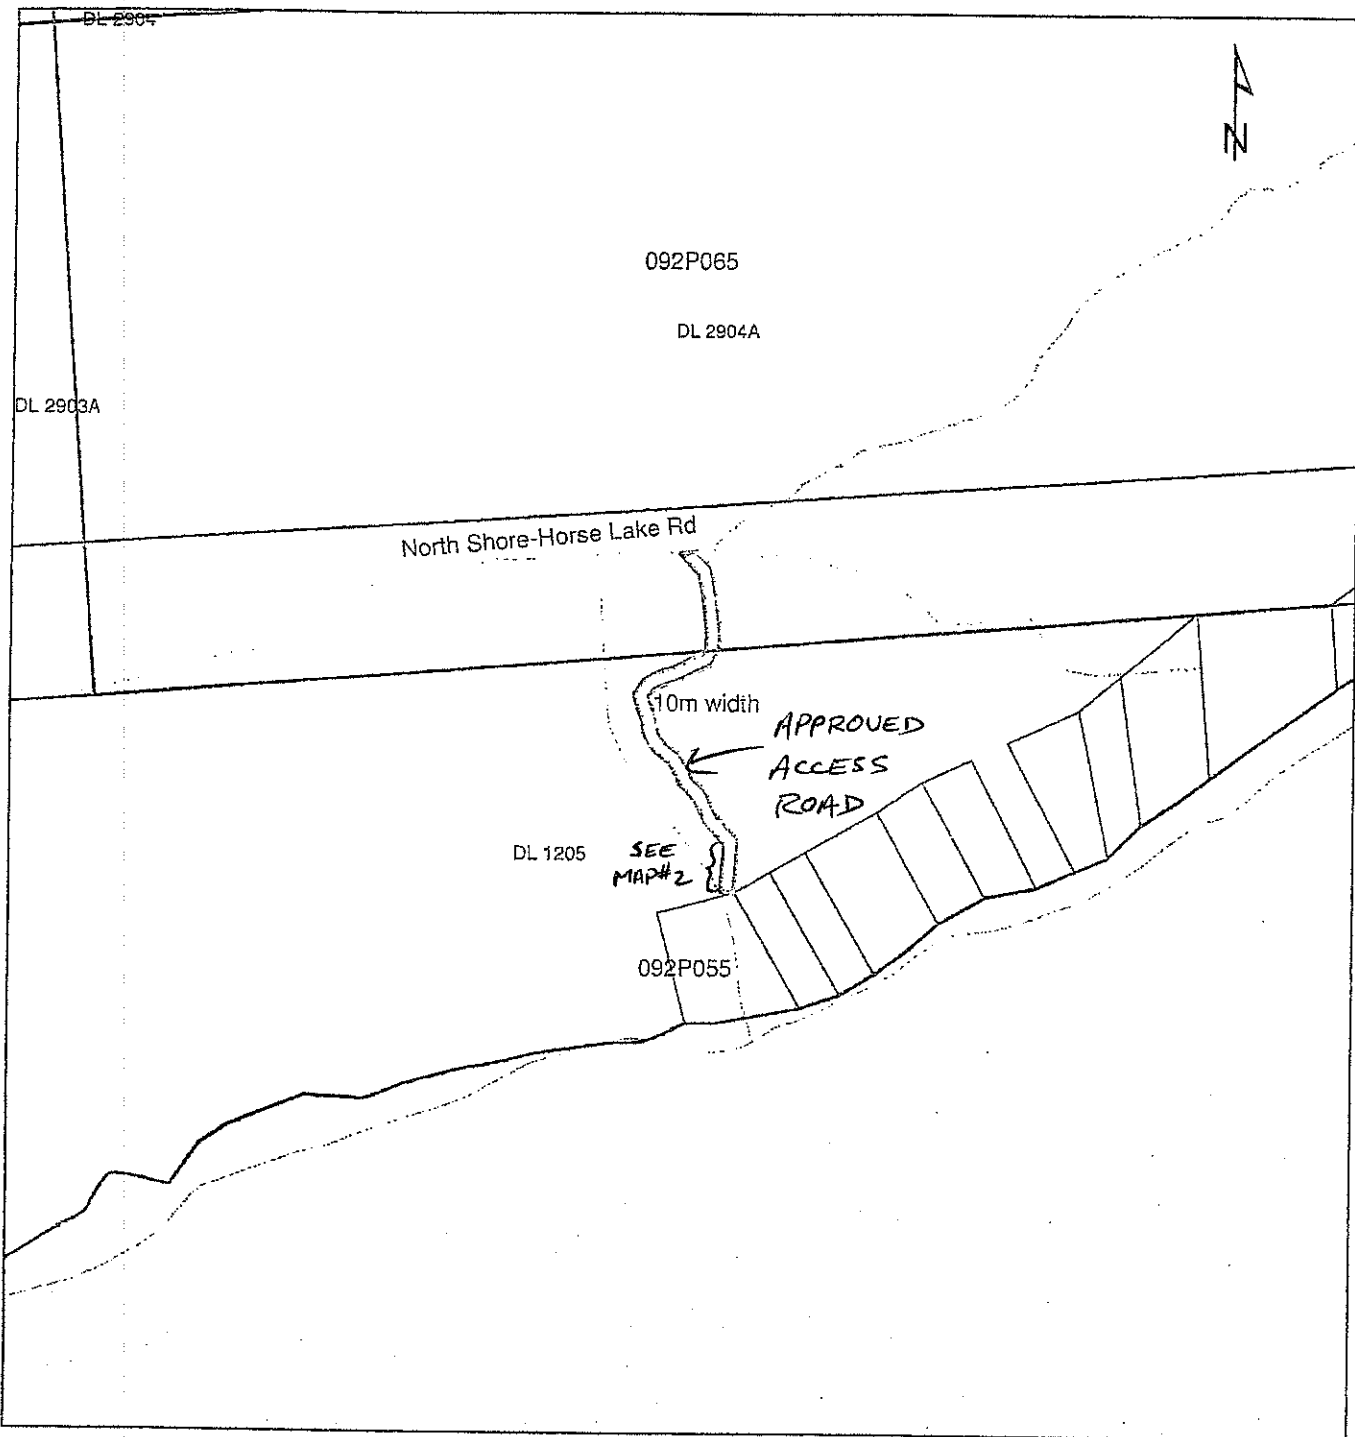 DL 2904
N
092P065
DL 2904A
DL 2903A
North Shore-Horse Lake Rd
10m width
APPROVED
ACCESS
ROAD
DL 1205
SEE
MAP#2
092P055